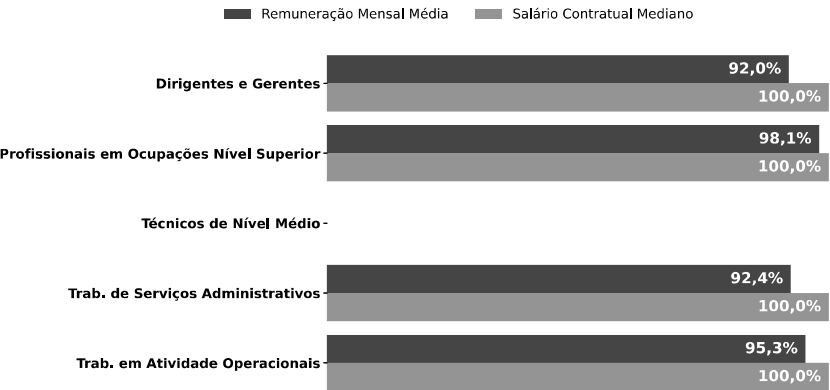 Remuneração Mensal Média Salário Contratual Mediano
Dirigentes e Gerentes
92,0%
100,0%
Profissionais em Ocupações Nível Superior
98,1%
100,0%
Técnicos de Nível Médio
Trab. de Serviços Administrativos
92,4%
100,0%
Trab. em Atividade Operacionais
95,3%
100,0%